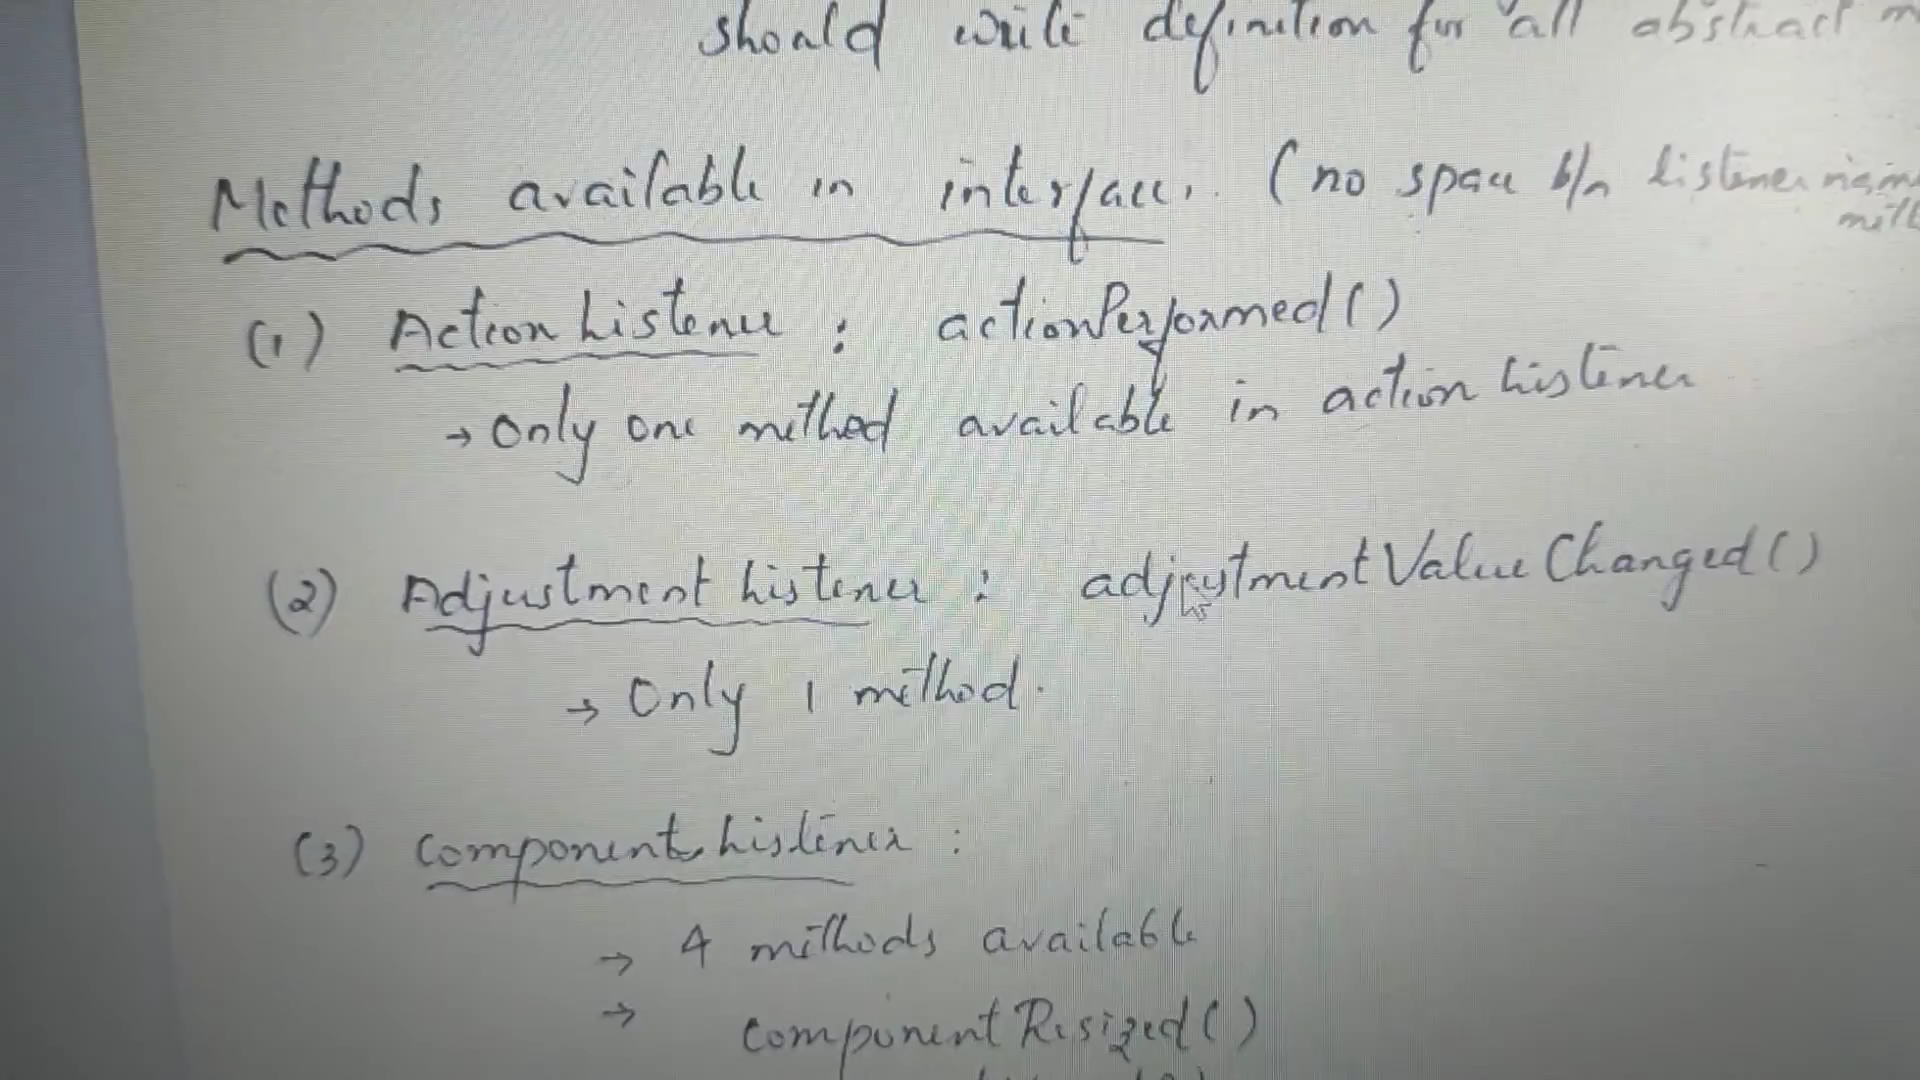 should write definition for all abstract
Methods available in interface. (no space b/n listener name
(1) Action Listener : actionPerformed()
→ Only one method available in action Listener
(2) Adjustment Listener : adjustmentValueChanged()
→ Only 1 method.
(3) Component Listener :
→ 4 methods available
→ componentResized()